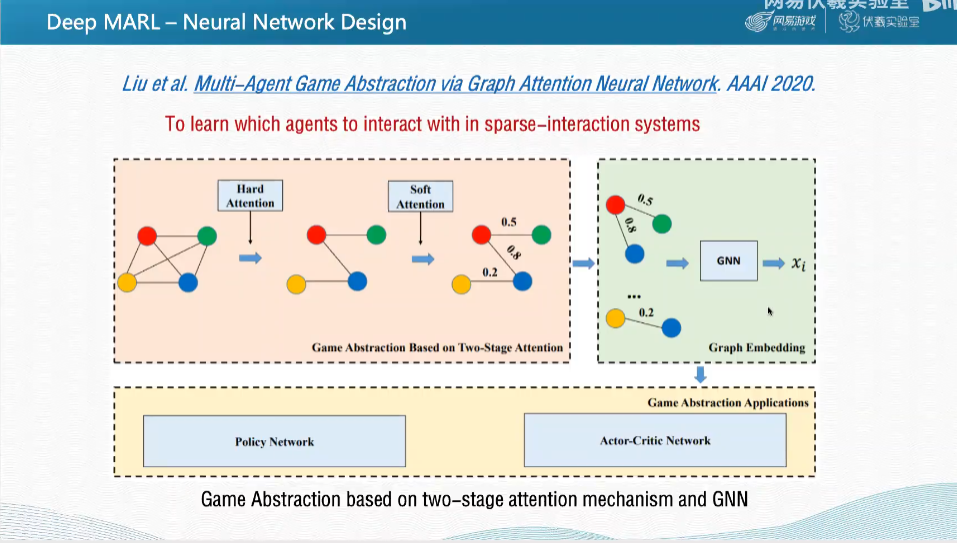 Deep MARL – Neural Network Design
网易伏羲实验室
网易游戏
伏羲实验室
Liu et al. Multi–Agent Game Abstraction via Graph Attention Neural Network. AAAI 2020.
To learn which agents to interact with in sparse–interaction systems
Hard
Attention
Soft
Attention
0.5
0.8
0.2
Game Abstraction Based on Two-Stage Attention
0.5
0.8
...
0.2
GNN
xᵢ
Graph Embedding
Game Abstraction Applications
Policy Network
Actor-Critic Network
Game Abstraction based on two–stage attention mechanism and GNN